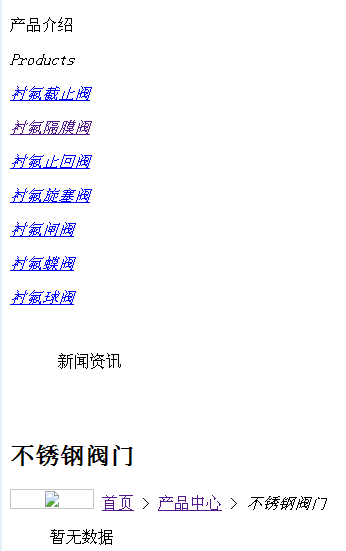 产品介绍
Products
衬氟截止阀
衬氟隔膜阀
衬氟止回阀
衬氟旋塞阀
衬氟闸阀
衬氟蝶阀
衬氟球阀
新闻资讯
不锈钢阀门
首页 > 产品中心 > 不锈钢阀门
暂无数据